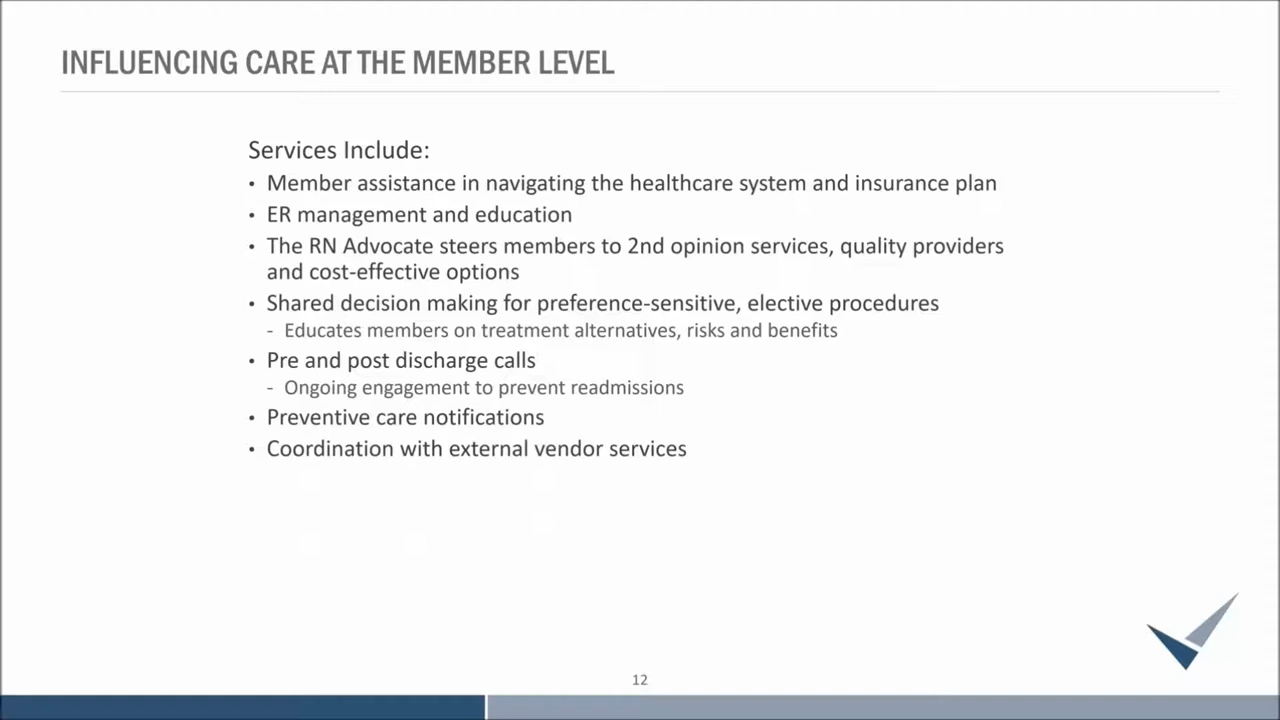 INFLUENCING CARE AT THE MEMBER LEVEL
Services Include:
• Member assistance in navigating the healthcare system and insurance plan
• ER management and education
• The RN Advocate steers members to 2nd opinion services, quality providers
and cost-effective options
• Shared decision making for preference-sensitive, elective procedures
- Educates members on treatment alternatives, risks and benefits
• Pre and post discharge calls
- Ongoing engagement to prevent readmissions
• Preventive care notifications
• Coordination with external vendor services
12